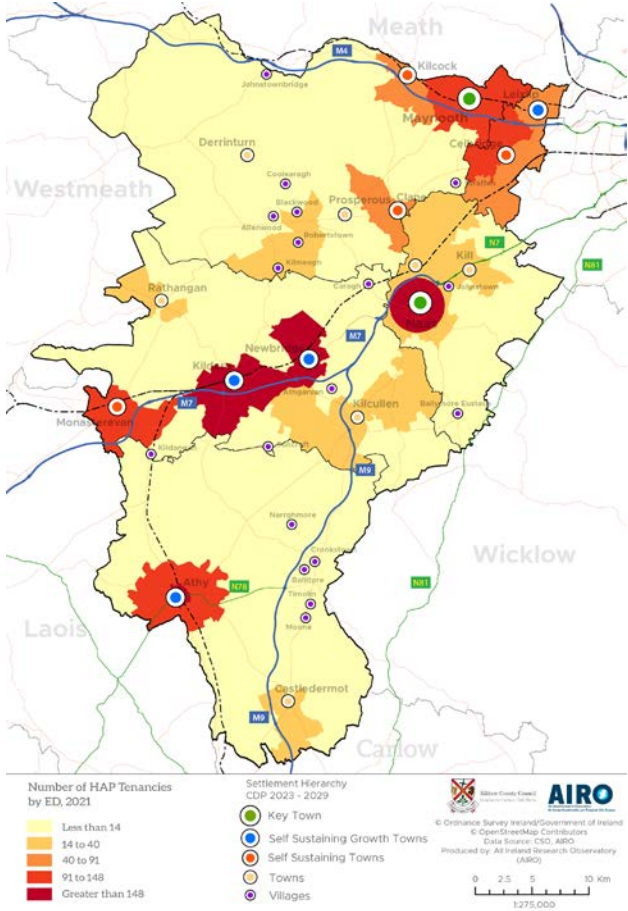 Meath
M4
Kilcock
Johnstownbridge
Leixlip
Maynooth
Derrinturn
Celbridge
Westmeath
Coolearagh
Straffan
Blackwood
Prosperous
Clane
Allenwood
Robertstown
N7
N81
Kill
Kilmeagh
Caragh
Johnstown
Rathangan
Naas
M7
Newbridge
Kildare
Athgarvan
M7
Kilcullen
Ballymore Eustace
Monasterevan
Kildangan
M9
Narraghmore
Wicklow
Crookstown
N78
Athy
Ballitore
N81
Timolin
Laois
Moone
Castledermot
M9
Carlow
Number of HAP Tenancies
by ED, 2021
Less than 14
14 to 40
40 to 91
91 to 148
Greater than 148
Settlement Hierarchy
CDP 2023 - 2029
Key Town
Self Sustaining Growth Towns
Self Sustaining Towns
Towns
Villages
Kildare County Council
AIRO
© Ordnance Survey Ireland/Government of Ireland
© OpenStreetMap Contributors
Data Source: CSO, AIRO
Produced by: All Ireland Research Observatory
(AIRO)
0
5
10 Km
1:275,000